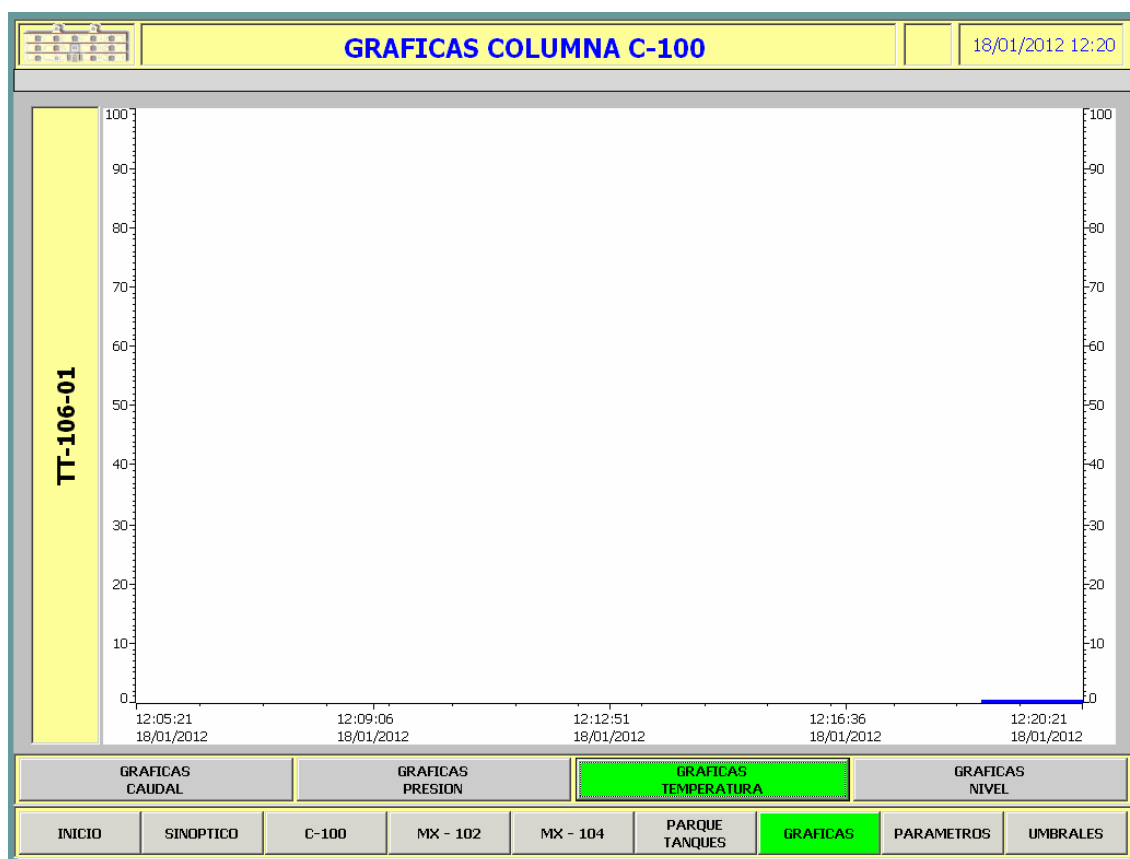 GRAFICAS COLUMNA C-100
18/01/2012 12:20
TT-106-01
100
90
80
70
60
50
40
30
20
10
0
100
90
80
70
60
50
40
30
20
10
0
12:05:21 12:09:06 12:12:51 12:16:36 12:20:21
18/01/2012 18/01/2012 18/01/2012 18/01/2012 18/01/2012
GRAFICAS
CAUDAL
GRAFICAS
PRESION
GRAFICAS
TEMPERATURA
GRAFICAS
NIVEL
INICIO
SINOPTICO
C-100
MX - 102
MX - 104
PARQUE
TANQUES
GRAFICAS
PARAMETROS
UMBRALES